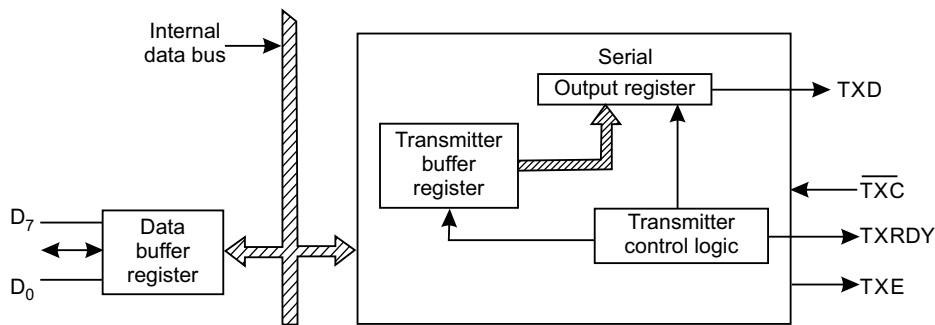 Internal
data bus
Serial
Output register
TXD
Transmitter
buffer
register
T̅X̅C̅
D₇
Data
buffer
register
Transmitter
control logic
TXRDY
D₀
TXE